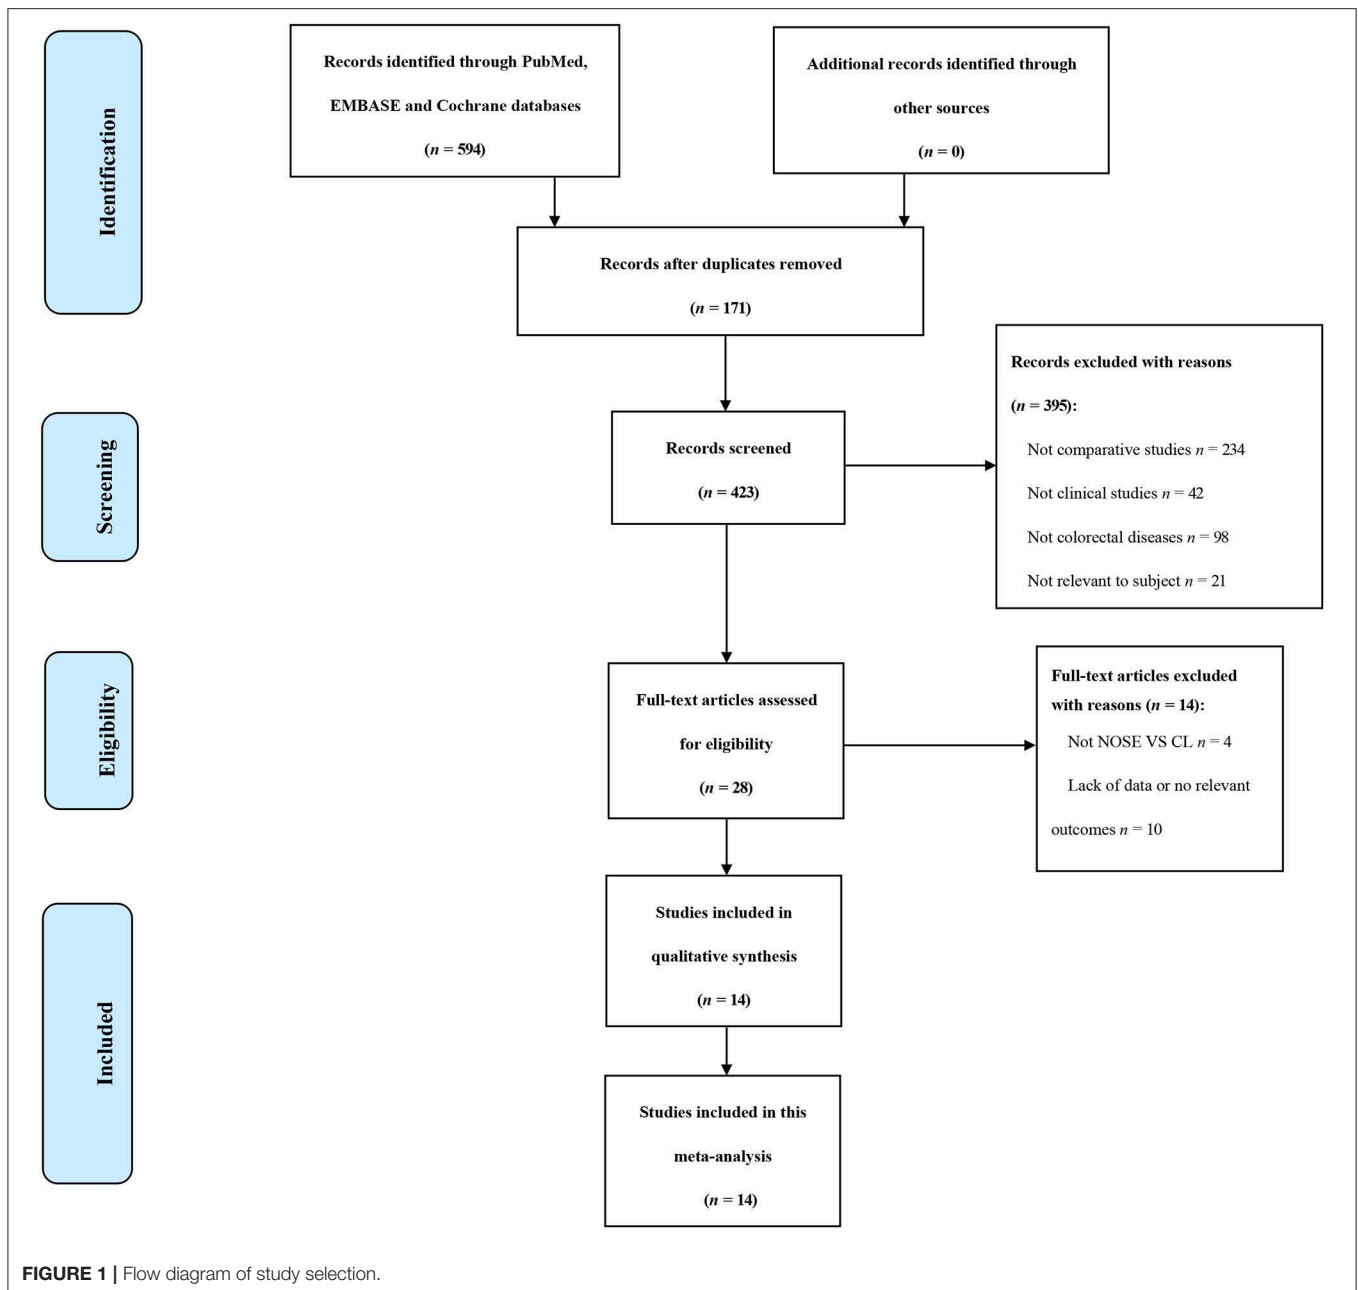 Identification
Records identified through PubMed,
EMBASE and Cochrane databases
(n = 594)
Additional records identified through
other sources
(n = 0)
Records after duplicates removed
(n = 171)
Screening
Records screened
(n = 423)
Records excluded with reasons
(n = 395):
Not comparative studies n = 234
Not clinical studies n = 42
Not colorectal diseases n = 98
Not relevant to subject n = 21
Eligibility
Full-text articles assessed
for eligibility
(n = 28)
Full-text articles excluded
with reasons (n = 14):
Not NOSE VS CL n = 4
Lack of data or no relevant
outcomes n = 10
Included
Studies included in
qualitative synthesis
(n = 14)
Studies included in this
meta-analysis
(n = 14)
FIGURE 1 | Flow diagram of study selection.